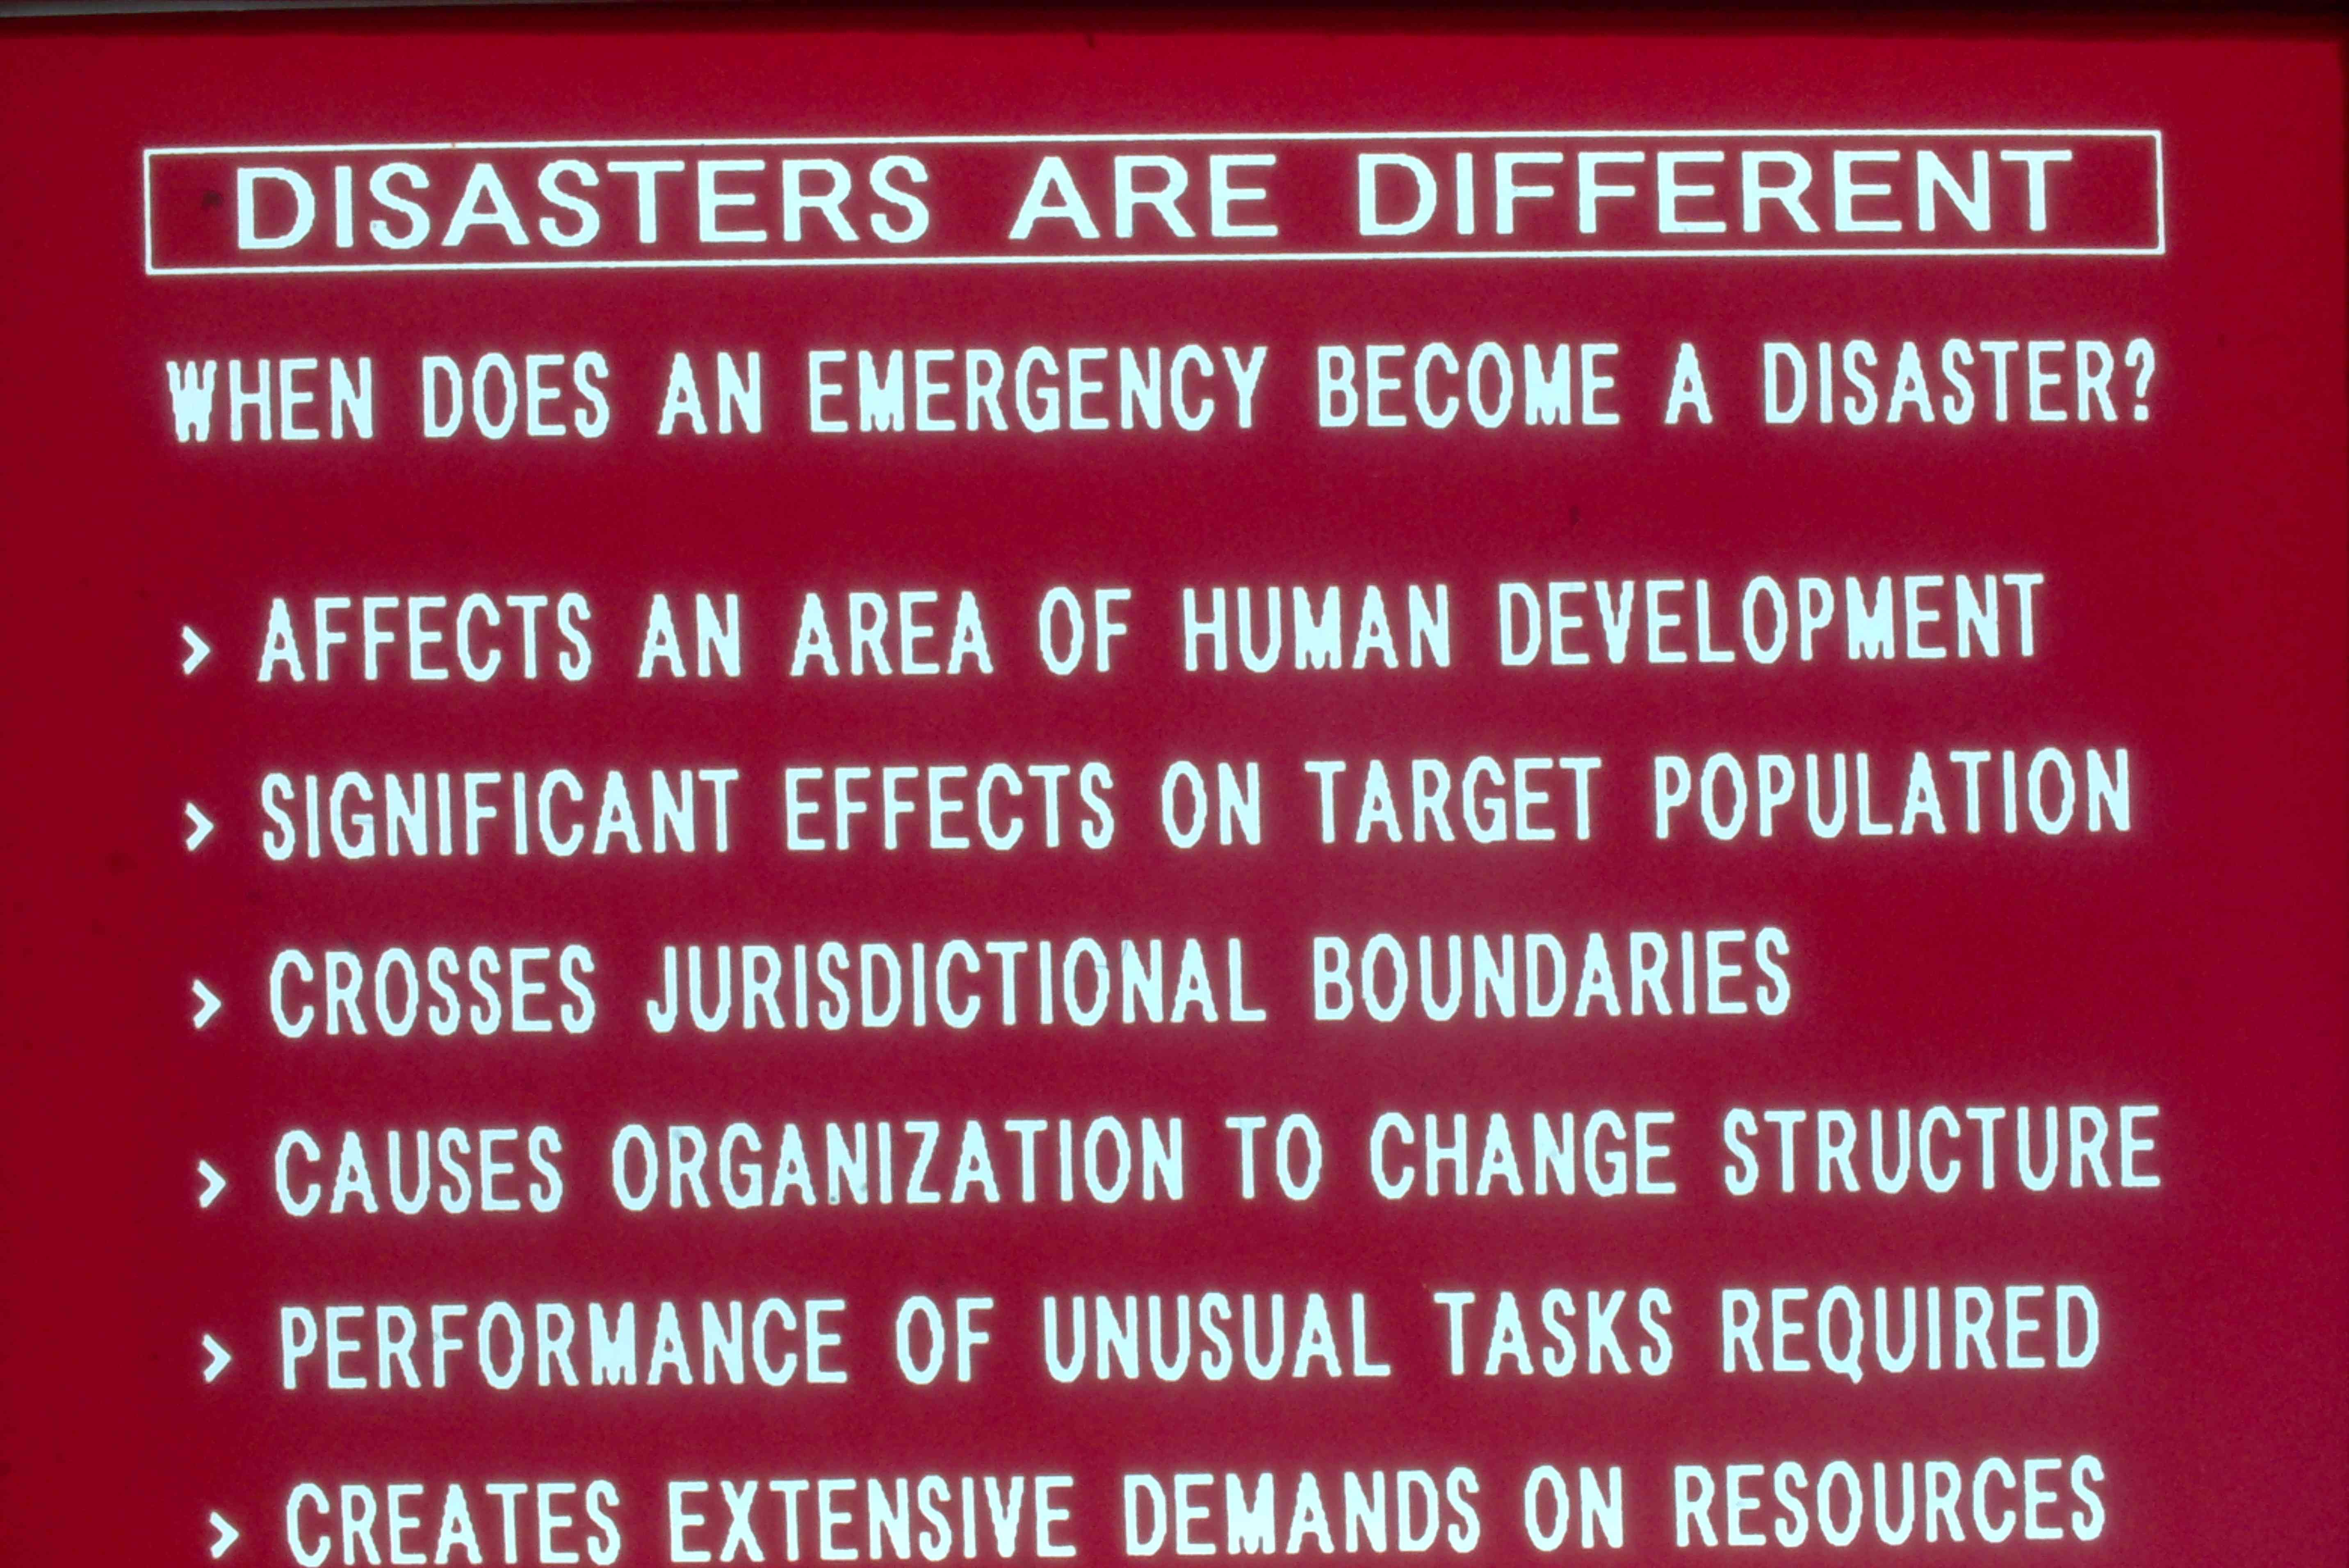 DISASTERS ARE DIFFERENT
WHEN DOES AN EMERGENCY BECOME A DISASTER?
> AFFECTS AN AREA OF HUMAN DEVELOPMENT
> SIGNIFICANT EFFECTS ON TARGET POPULATION
> CROSSES JURISDICTIONAL BOUNDARIES
> CAUSES ORGANIZATION TO CHANGE STRUCTURE
> PERFORMANCE OF UNUSUAL TASKS REQUIRED
> CREATES EXTENSIVE DEMANDS ON RESOURCES